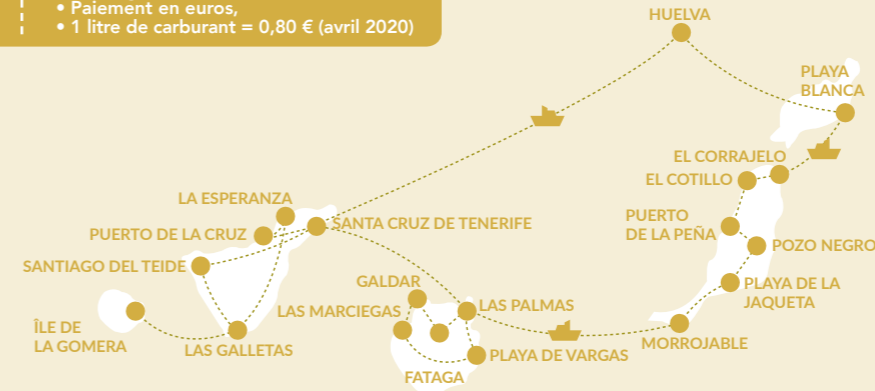 • Paiement en euros,
• 1 litre de carburant = 0,80 € (avril 2020)
HUELVA
PLAYA
BLANCA
EL CORRAJELO
EL COTILLO
LA ESPERANZA
PUERTO
DE LA PEÑA
SANTA CRUZ DE TENERIFE
PUERTO DE LA CRUZ
POZO NEGRO
SANTIAGO DEL TEIDE
GALDAR
PLAYA DE LA
JAQUETA
LAS MARCIEGAS
LAS PALMAS
ÎLE DE
LA GOMERA
LAS GALLETAS
MORROJABLE
PLAYA DE VARGAS
FATAGA